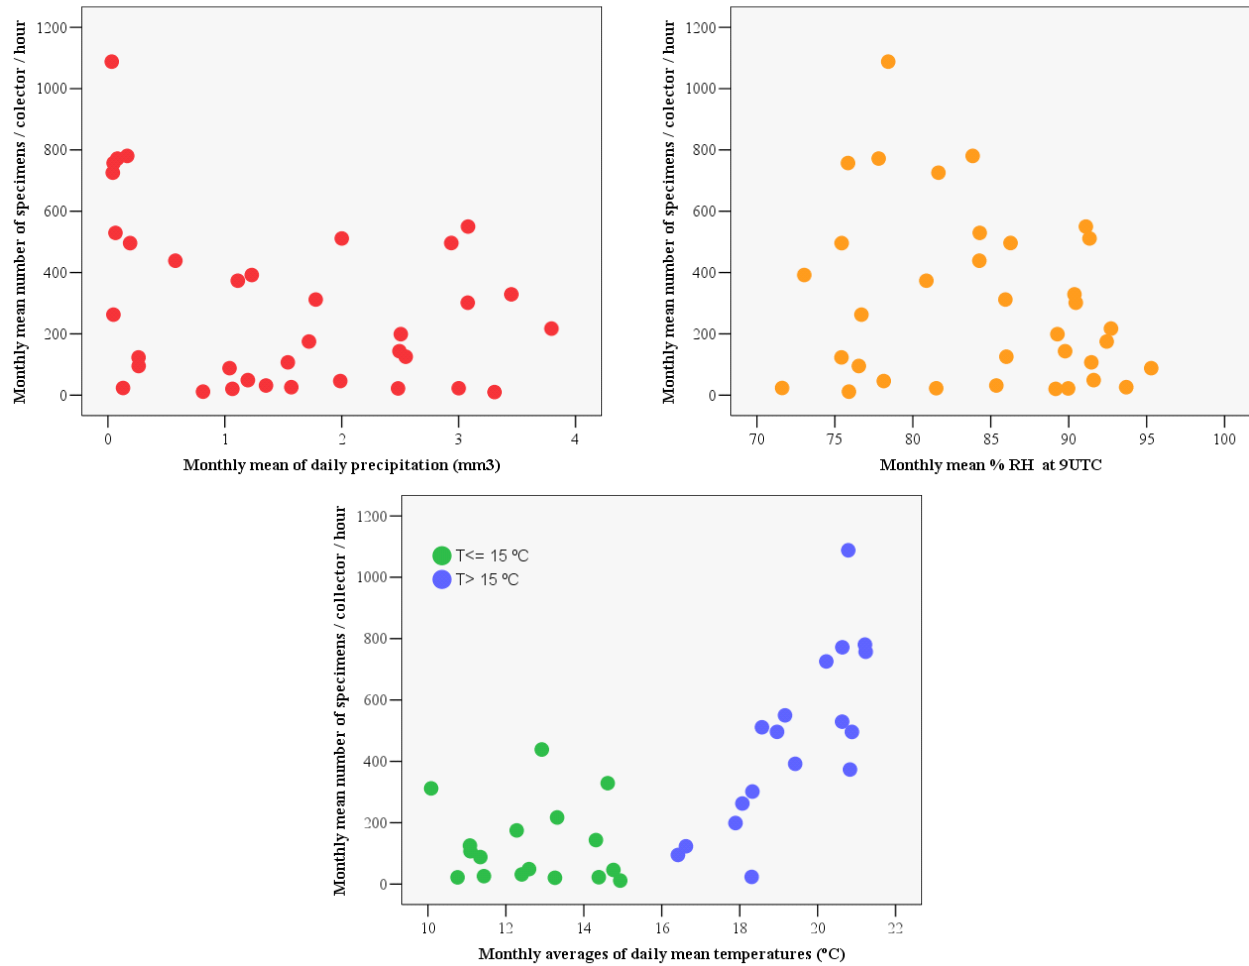 Monthly mean number of specimens / colector / hour
1200
1000
800
600
400
200
0
0 1 2 3 4
Monthly mean of daily precipitation (mm3)
Monthly mean number of specimens / colector / hour
1200
1000
800
600
400
200
0
70 75 80 85 90 95 100
Monthly mean % RH at 9UTC
Monthly mean number of specimens / collector / hour
1200
1000
800
600
400
200
0
T<= 15 ºC
T> 15 ºC
10 12 14 16 18 20 22
Monthly averages of daily mean temperatures (ºC)